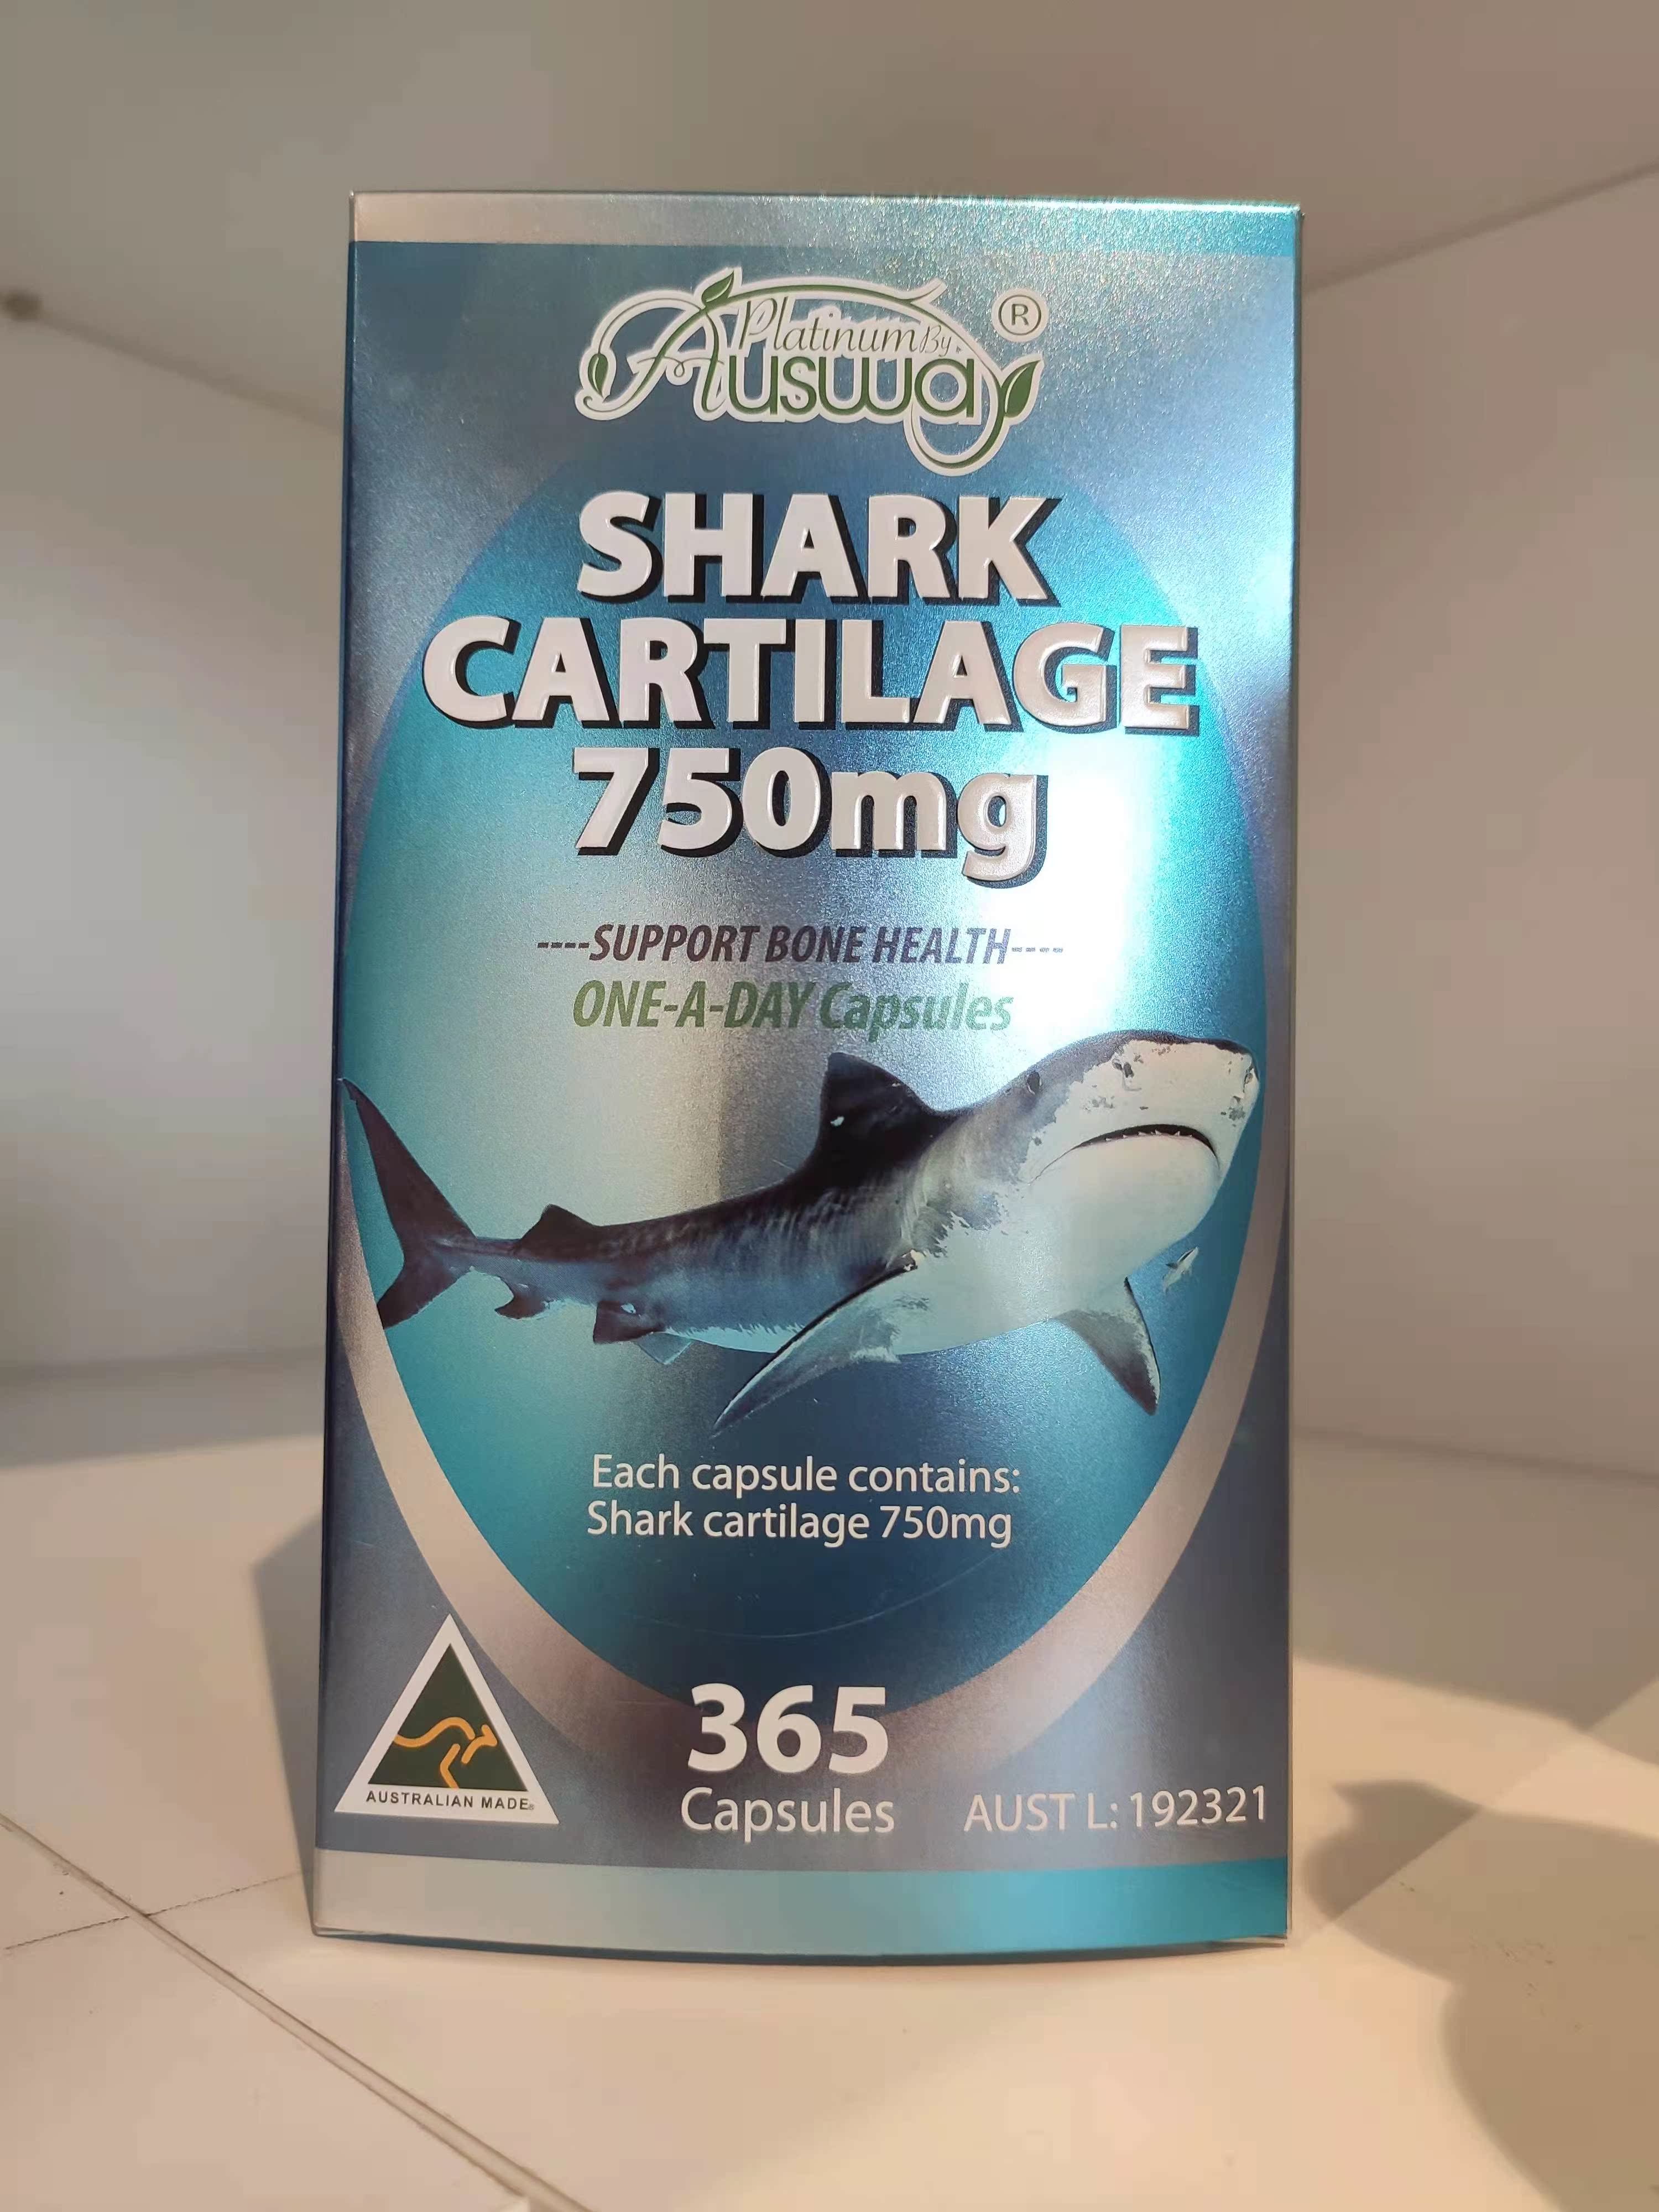 Platinum By
Ausway ®
SHARK
CARTILAGE
750mg
----SUPPORT BONE HEALTH----
ONE-A-DAY Capsules
Each capsule contains:
Shark cartilage 750mg
365
Capsules
AUSTRALIAN MADE®
AUST L: 192321